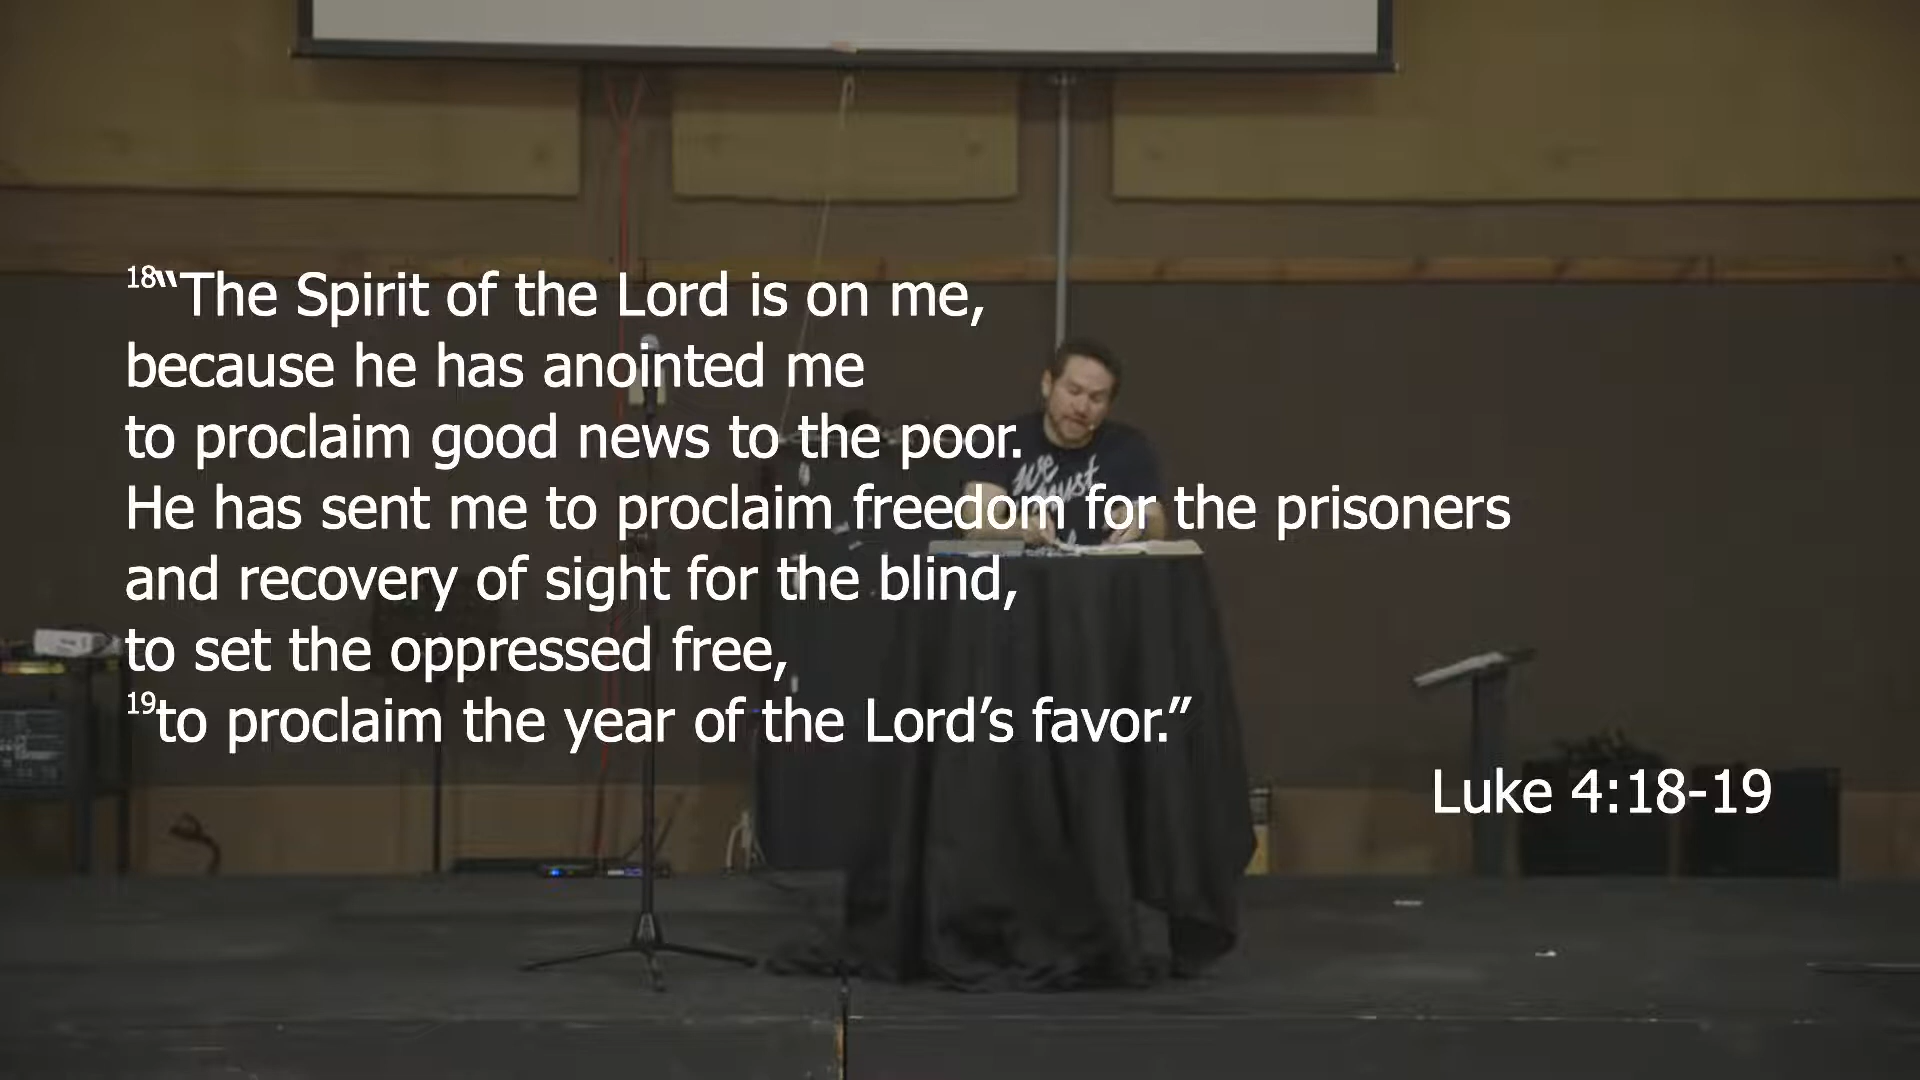 18“The Spirit of the Lord is on me,
because he has anointed me
to proclaim good news to the poor.
He has sent me to proclaim freedom for the prisoners
and recovery of sight for the blind,
to set the oppressed free,
19to proclaim the year of the Lord’s favor.”
Luke 4:18-19
we